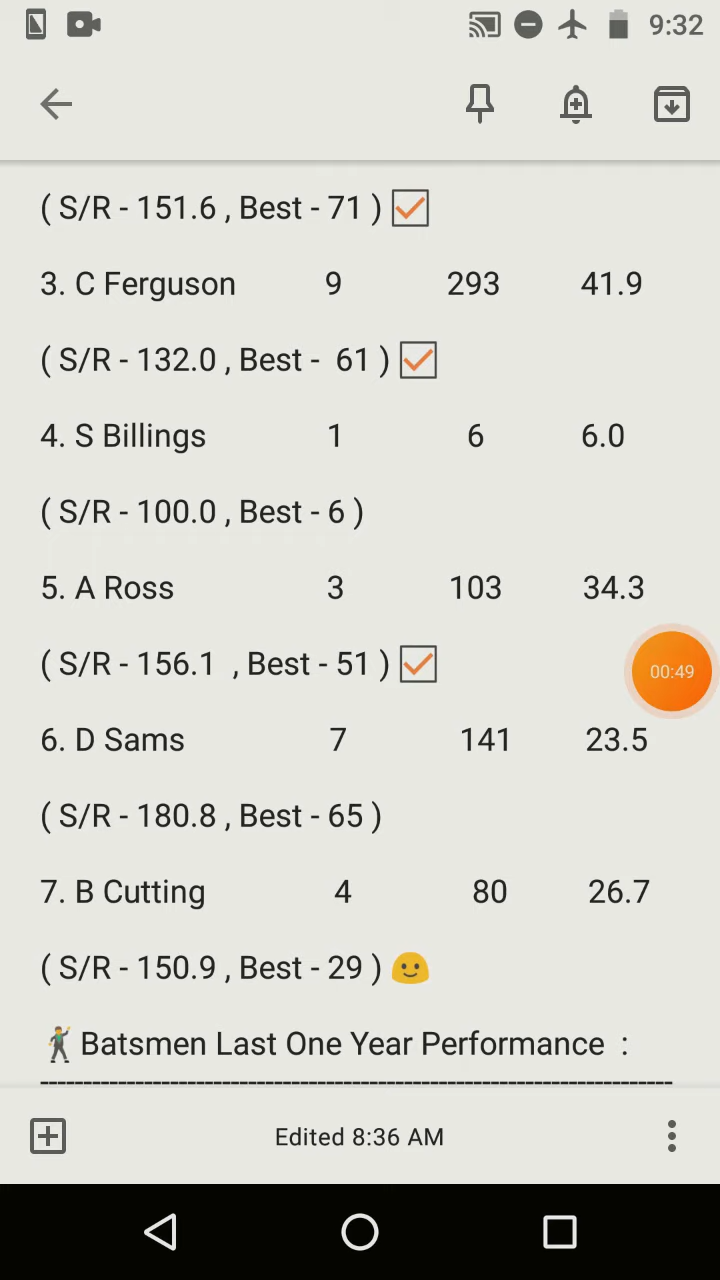 9:32
( S/R - 151.6 , Best - 71 )
3. C Ferguson 9 293 41.9
( S/R - 132.0 , Best - 61 )
4. S Billings 1 6 6.0
( S/R - 100.0 , Best - 6 )
5. A Ross 3 103 34.3
( S/R - 156.1 , Best - 51 )
00:49
6. D Sams 7 141 23.5
( S/R - 180.8 , Best - 65 )
7. B Cutting 4 80 26.7
( S/R - 150.9 , Best - 29 ) 🙂
🕺 Batsmen Last One Year Performance :
--------------------------------------------------------------------------
Edited 8:36 AM